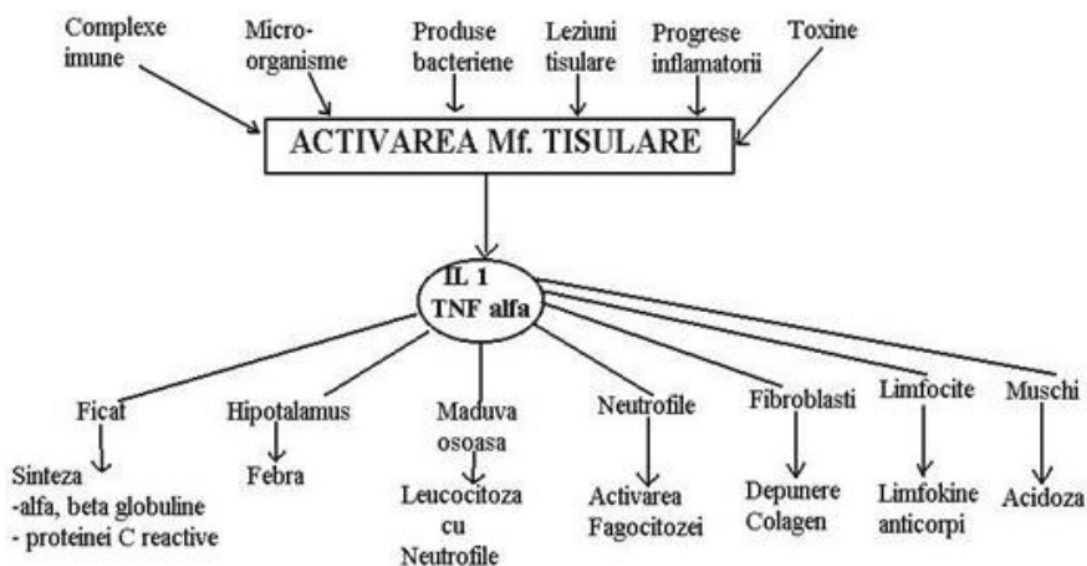 Complexe
imune
Micro-
organisme
Produse
bacteriene
Leziuni
tisulare
Progrese
inflamatorii
Toxine
ACTIVAREA Mf. TISULARE
IL 1
TNF alfa
Ficat
Hipotalamus
Maduva
osoasa
Neutrofile
Fibroblasti
Limfocite
Muschi
Sinteza
-alfa, beta globuline
- proteinei C reactive
Febra
Leucocitoza
cu
Neutrofile
Activarea
Fagocitozei
Depunere
Colagen
Limfokine
anticorpi
Acidoza